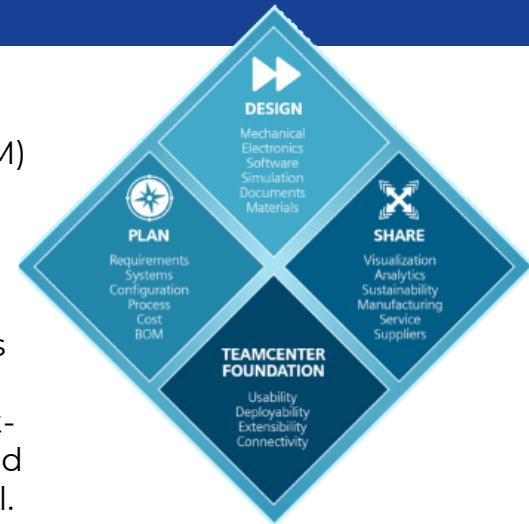 M)
s
t-
d
l.
DESIGN
Mechanical
Electronics
Software
Simulation
Documents
Materials
PLAN
Requirements
Systems
Configuration
Process
Cost
BOM
SHARE
Visualization
Analytics
Sustainability
Manufacturing
Service
Suppliers
TEAMCENTER
FOUNDATION
Usability
Deployability
Extensibility
Connectivity